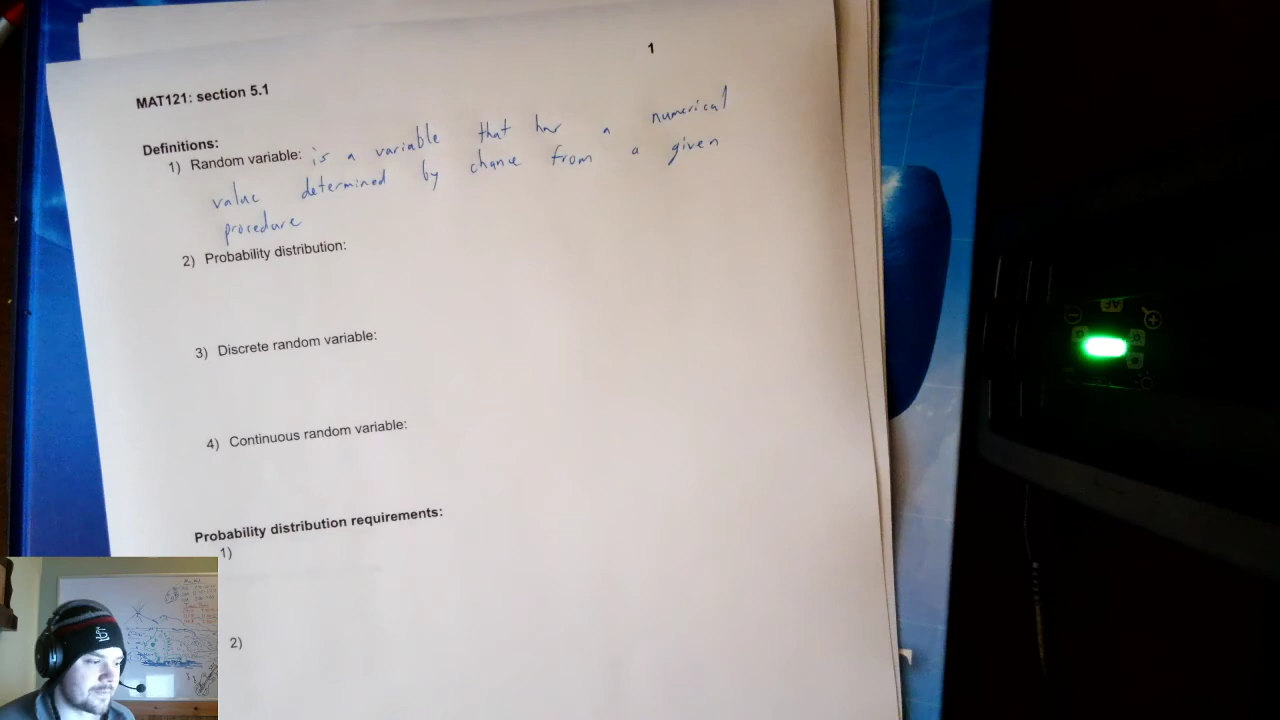 1
MAT121: section 5.1
Definitions:
1) Random variable: is a variable that has a numerical
value determined by chance from a given
procedure
2) Probability distribution:
3) Discrete random variable:
4) Continuous random variable:
Probability distribution requirements:
1)
2)
AF